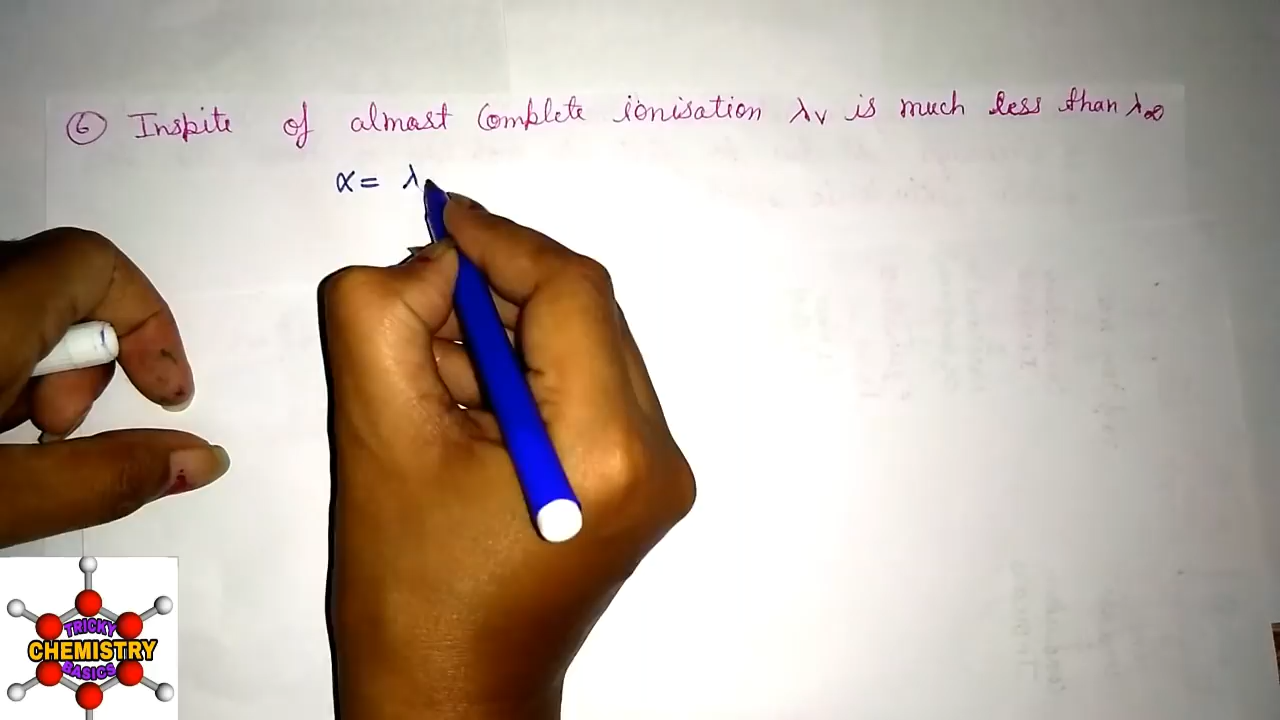 ⑥ Inspite of almost complete ionisation λv is much less than λ∞
α = λ
TRICKY
CHEMISTRY
BASICS